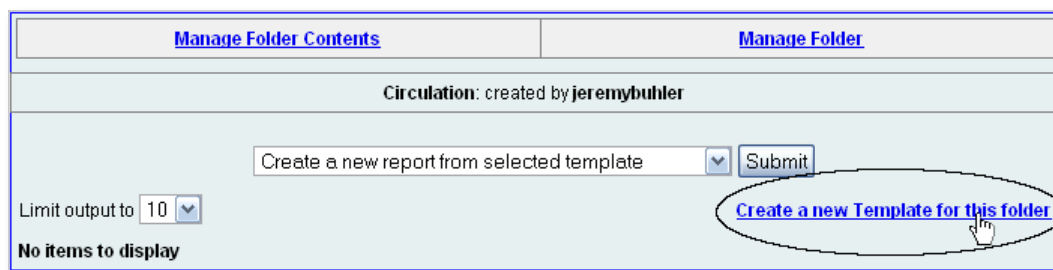 Manage Folder Contents
Manage Folder
Circulation: created by jeremybuhler
Create a new report from selected template
Submit
Limit output to 10
Create a new Template for this folder
No items to display